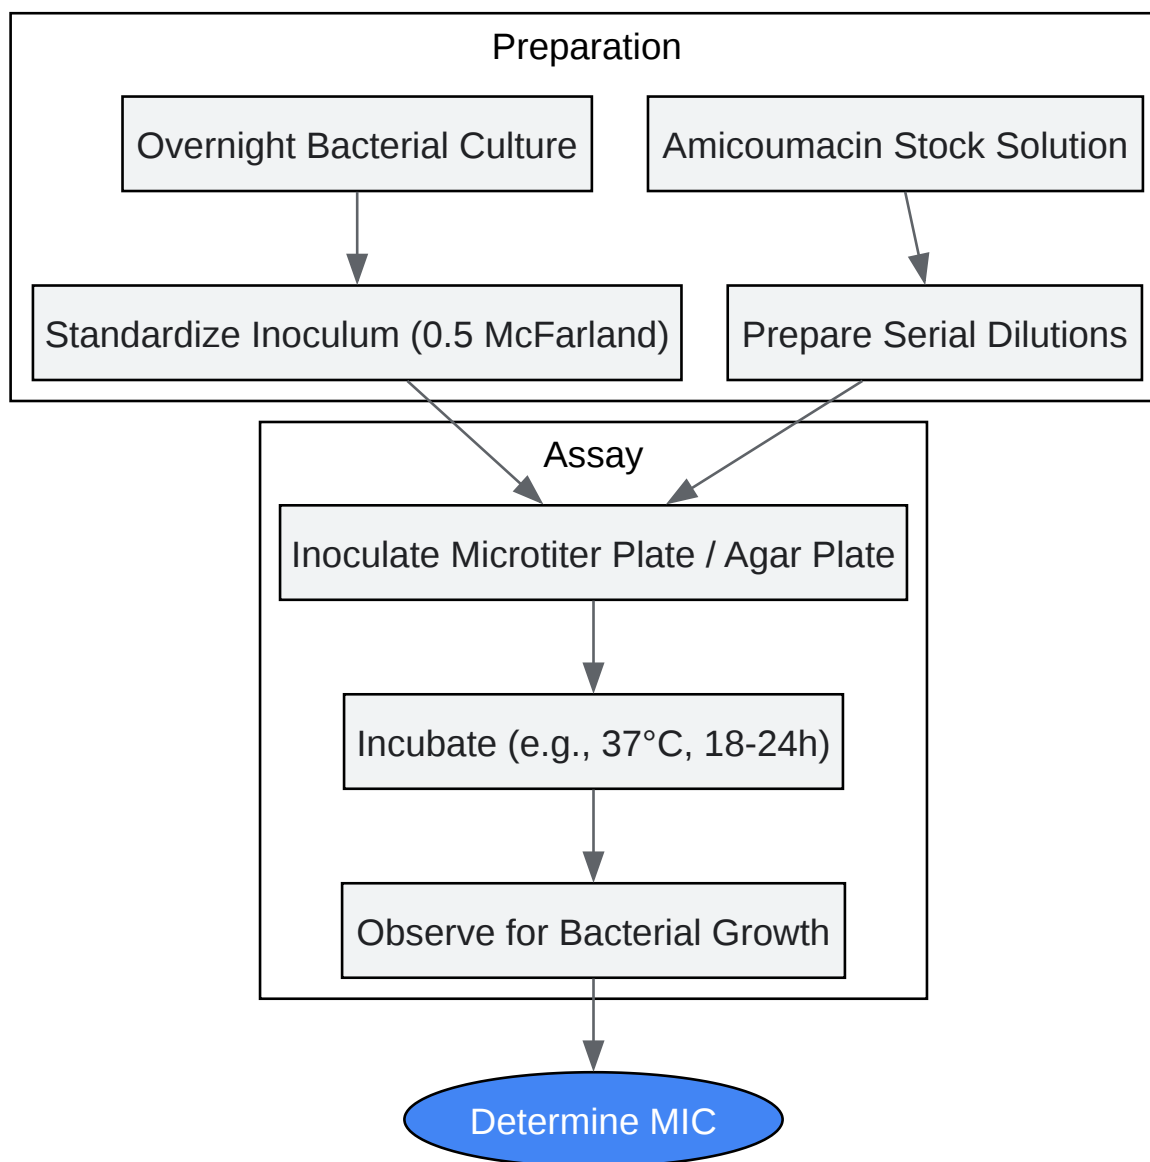 Preparation
Overnight Bacterial Culture
Amicoumacin Stock Solution
Standardize Inoculum (0.5 McFarland)
Prepare Serial Dilutions
Assay
Inoculate Microtiter Plate / Agar Plate
Incubate (e.g., 37°C, 18-24h)
Observe for Bacterial Growth
Determine MIC